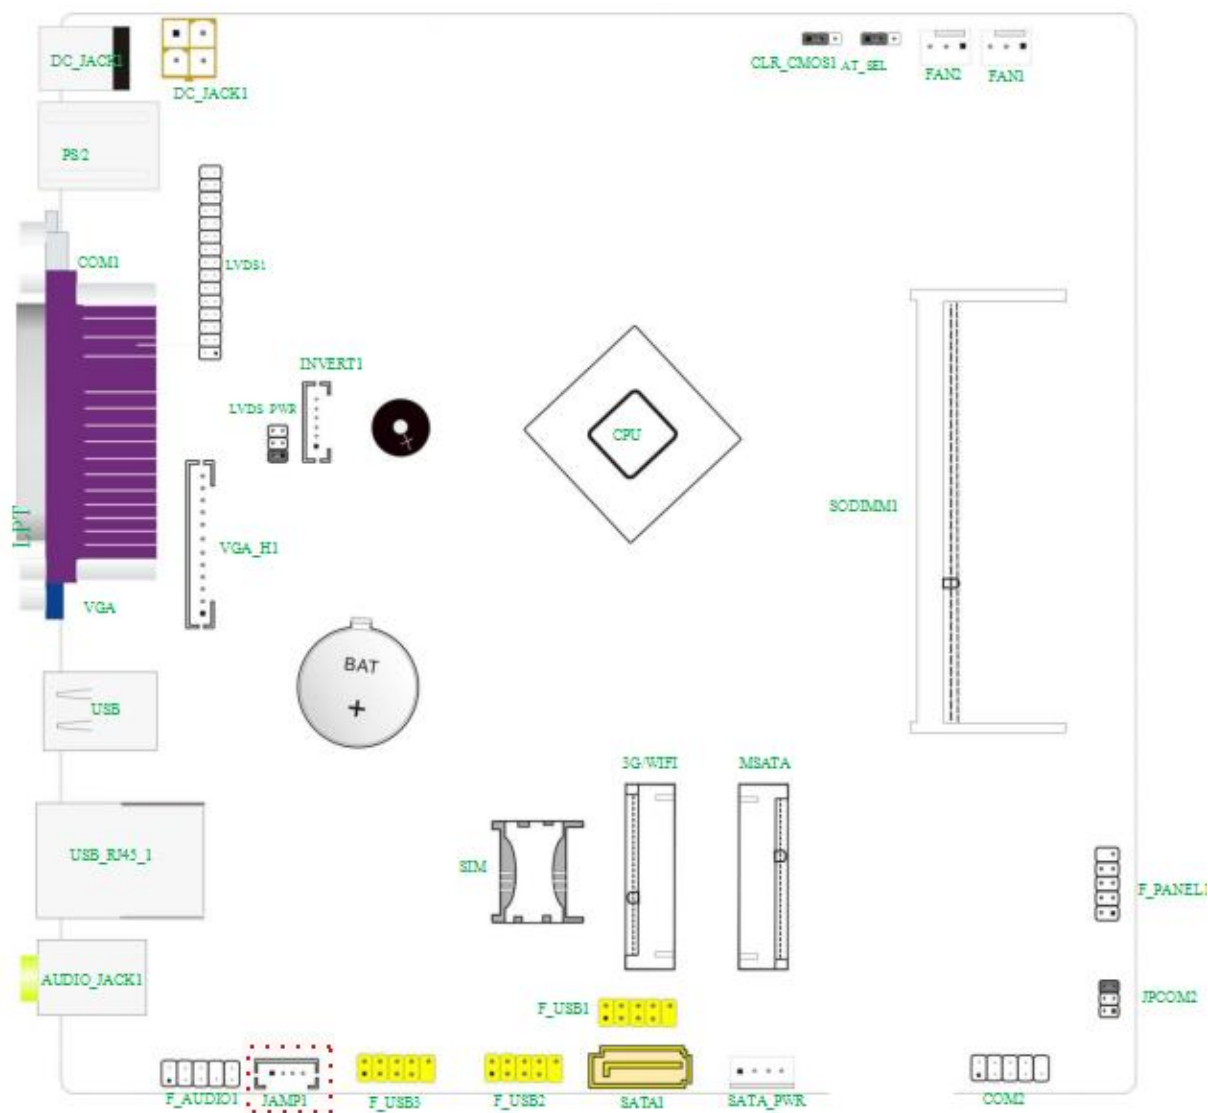 DC_JACK1
DC_JACK1
CLR_CMOS1
AT_SEL
FAN2
FAN1
PS/2
COM1
LVDS1
INVERT1
LVDS_PWR
CPU
SODIMM1
LPT
VGA_H1
VGA
BAT
+
USB
3G/WIFI
MSATA
USB_RJ45_1
SIM
F_PANEL1
AUDIO_JACK1
F_USB1
JPCOM2
F_AUDIO1
JAMP1
F_USB3
F_USB2
SATA1
SATA_PWR
COM2